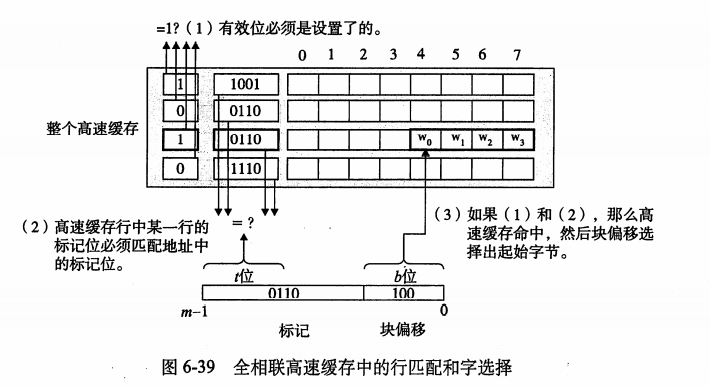 =1?（1）有效位必须是设置了的。
0 1 2 3 4 5 6 7
1 1001
0 0110
整个高速缓存
1 0110 w0 w1 w2 w3
0 1110
（2）高速缓存行中某一行的
标记位必须匹配地址中
的标记位。
= ?
（3）如果（1）和（2），那么高
速缓存命中，然后块偏移选
择出起始字节。
t位 b位
0110 100
m-1 0
标记 块偏移
图 6-39 全相联高速缓存中的行匹配和字选择